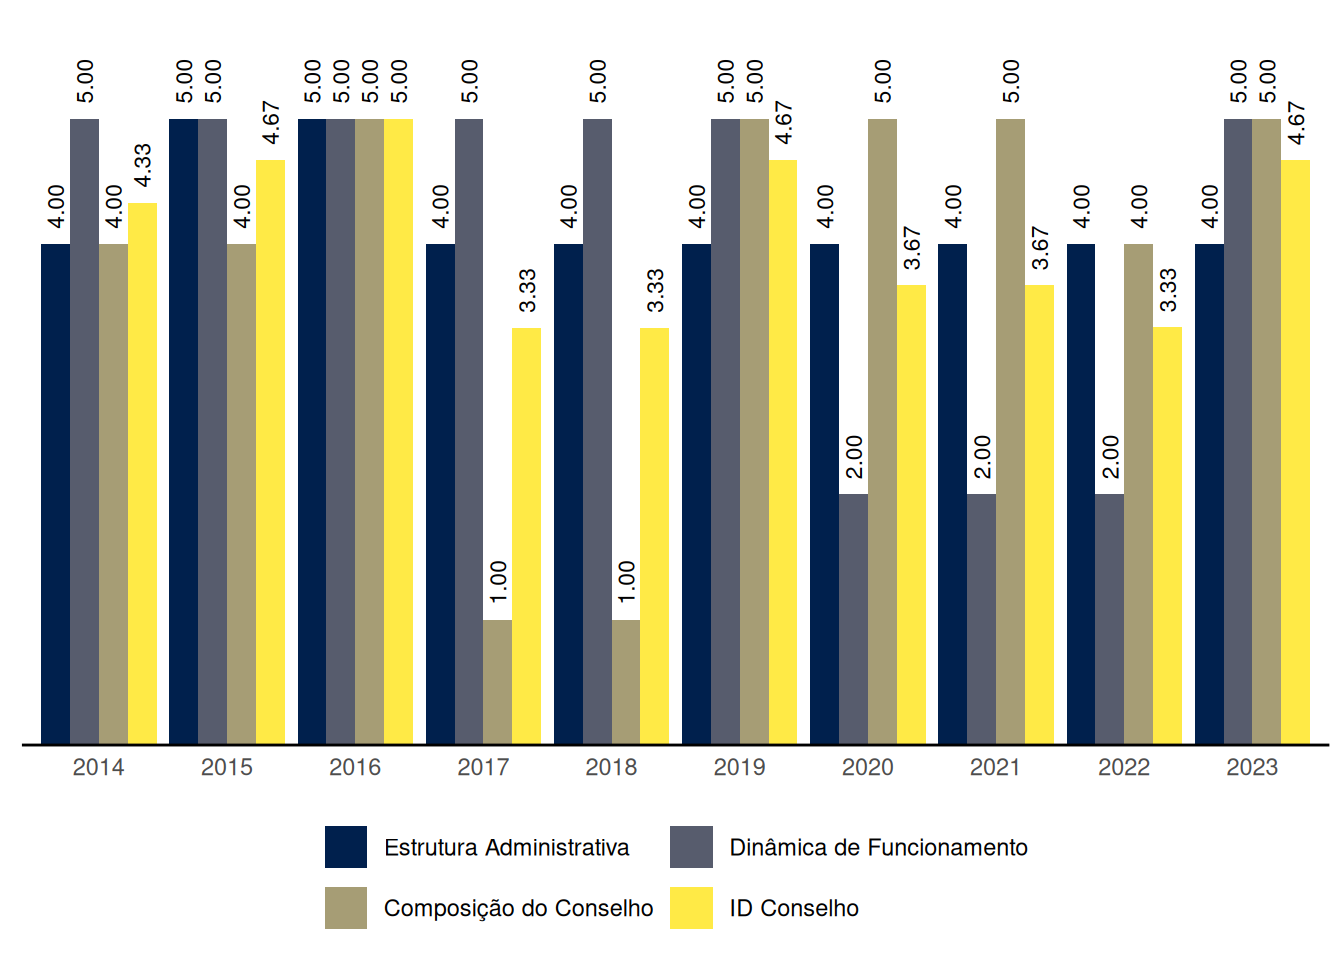 5.00 5.00 5.00 5.00 5.00 5.00 5.00 5.00 5.00 5.00 5.00 5.00 5.00 5.00 5.00
4.67 4.67 4.67
4.33
4.00 4.00 4.00 4.00 4.00 4.00 4.00 4.00 4.00 4.00 4.00
3.67 3.67
3.33 3.33 3.33
2.00 2.00 2.00
1.00 1.00
2014 2015 2016 2017 2018 2019 2020 2021 2022 2023
Estrutura Administrativa Dinâmica de Funcionamento
Composição do Conselho ID Conselho